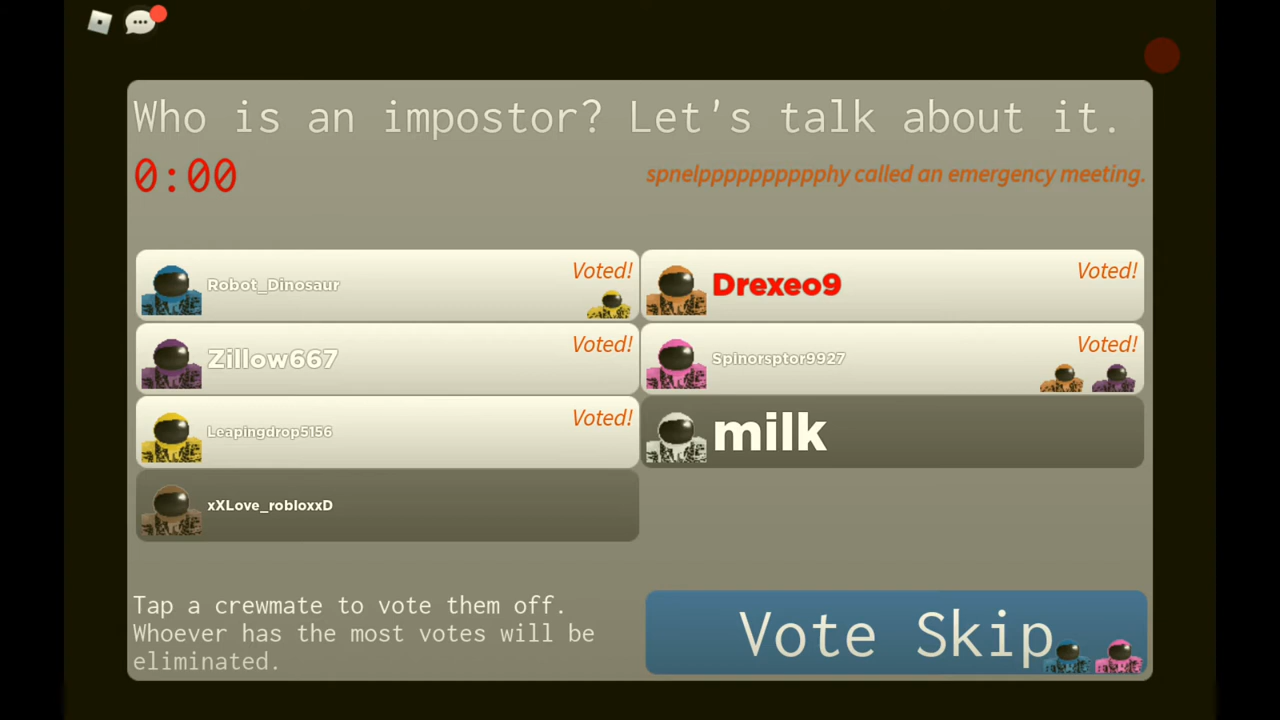 Who is an impostor? Let's talk about it.
0:00
spnelpppppppppphy called an emergency meeting.
Robot_Dinosaur
Voted!
Drexeo9
Voted!
Zillow667
Voted!
Spinorsptor9927
Voted!
Leapingdrop5156
Voted!
milk
xXLove_robloxxD
Tap a crewmate to vote them off.
Whoever has the most votes will be
eliminated.
Vote Skip